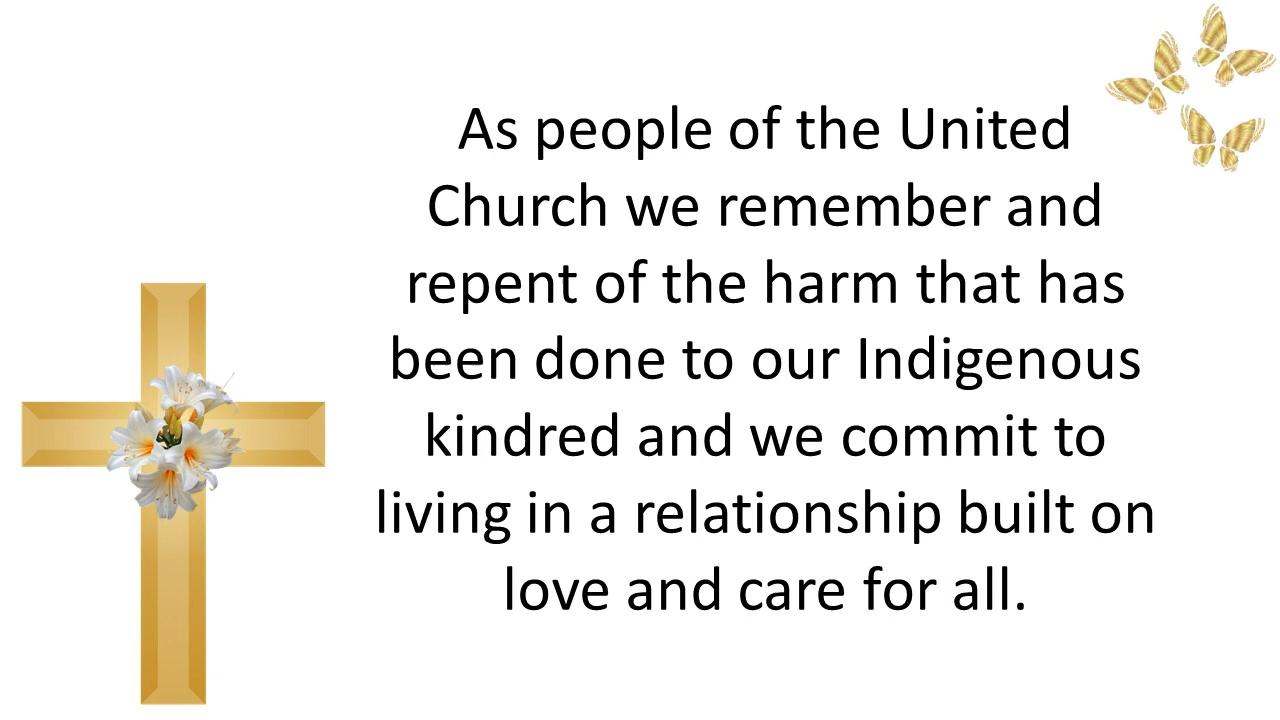 As people of the United
Church we remember and
repent of the harm that has
been done to our Indigenous
kindred and we commit to
living in a relationship built on
love and care for all.